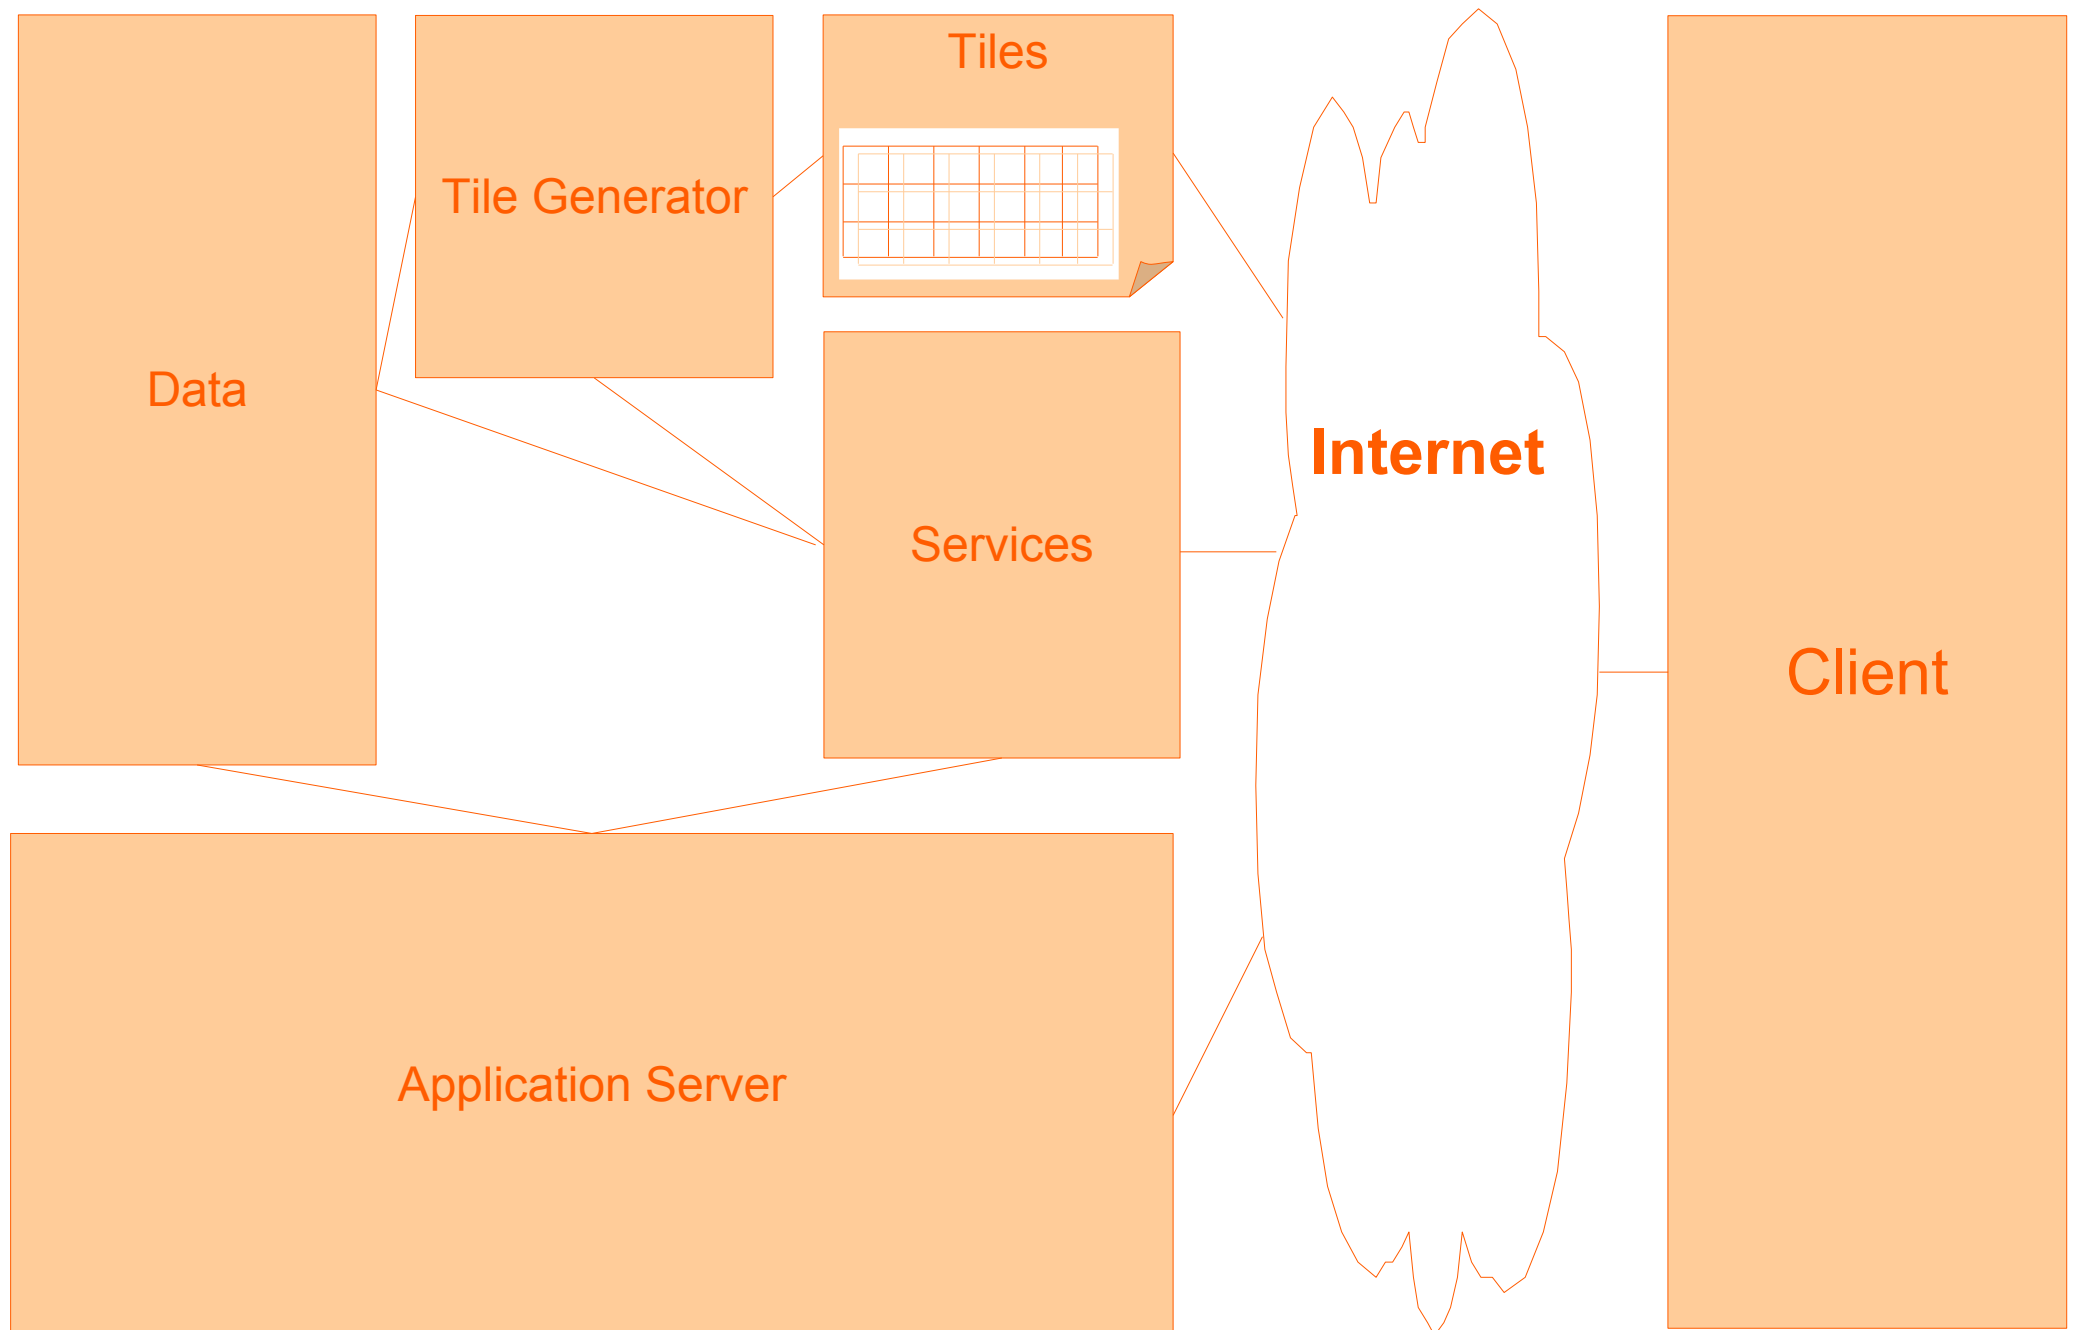 Tiles
Tile Generator
Data
Internet
Services
Client
Application Server